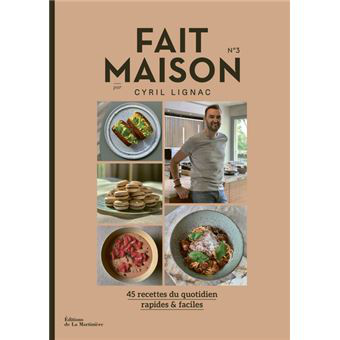 FAIT
N°3
MAISON
par
CYRIL LIGNAC
45 recettes du quotidien
rapides & faciles
Éditions
de La Martinière